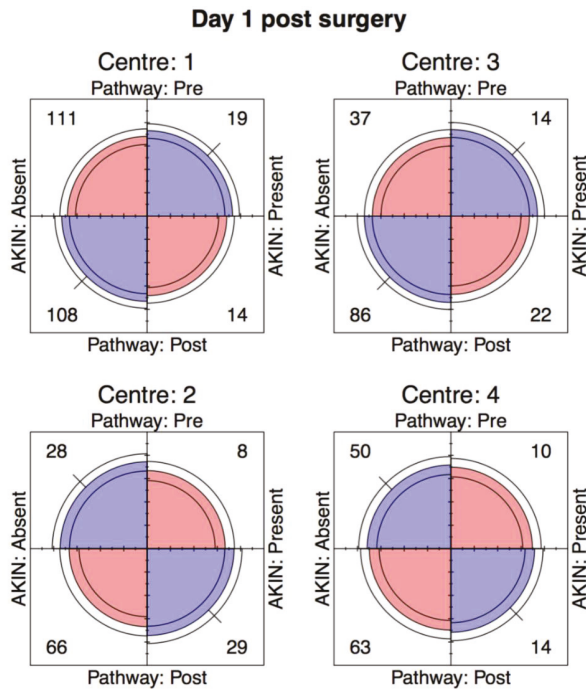 Day 1 post surgery
Centre: 1
Pathway: Pre
111
19
AKIN: Absent
AKIN: Present
108
14
Pathway: Post
Centre: 3
Pathway: Pre
37
14
AKIN: Absent
AKIN: Present
86
22
Pathway: Post
Centre: 2
Pathway: Pre
28
8
AKIN: Absent
AKIN: Present
66
29
Pathway: Post
Centre: 4
Pathway: Pre
50
10
AKIN: Absent
AKIN: Present
63
14
Pathway: Post